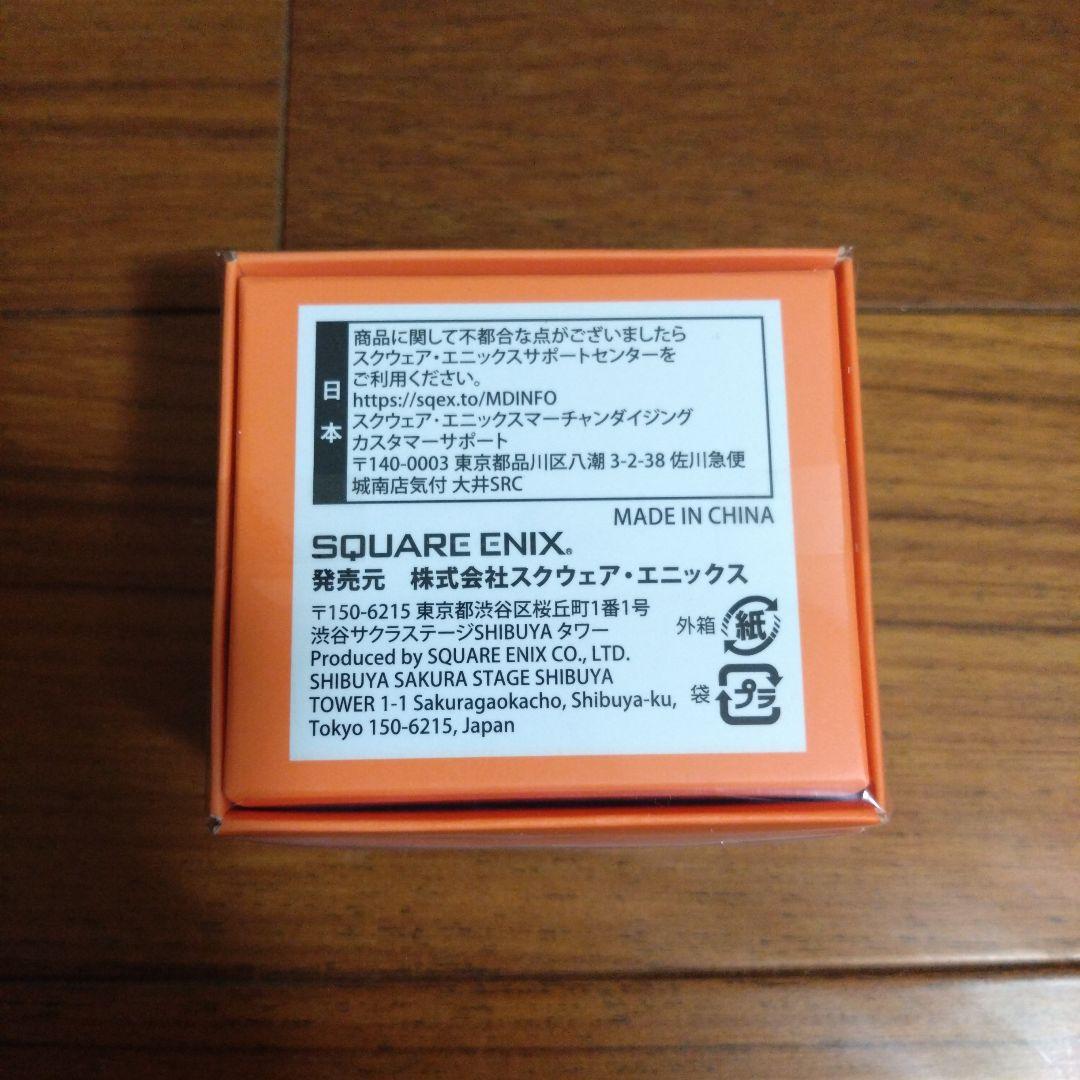 日本
商品に関して不都合な点がございましたら
スクウェア・エニックスサポートセンターを
ご利用ください。
https://sqex.to/MDINFO
スクウェア・エニックスマーチャンダイジング
カスタマーサポート
〒140-0003 東京都品川区八潮 3-2-38 佐川急便
城南店気付 大井SRC
MADE IN CHINA
SQUARE ENIX®
発売元 株式会社スクウェア・エニックス
〒150-6215 東京都渋谷区桜丘町1番1号
渋谷サクラステージSHIBUYA タワー
Produced by SQUARE ENIX CO., LTD.
SHIBUYA SAKURA STAGE SHIBUYA
TOWER 1-1 Sakuragaokacho, Shibuya-ku,
Tokyo 150-6215, Japan
外箱 紙
袋 プラ